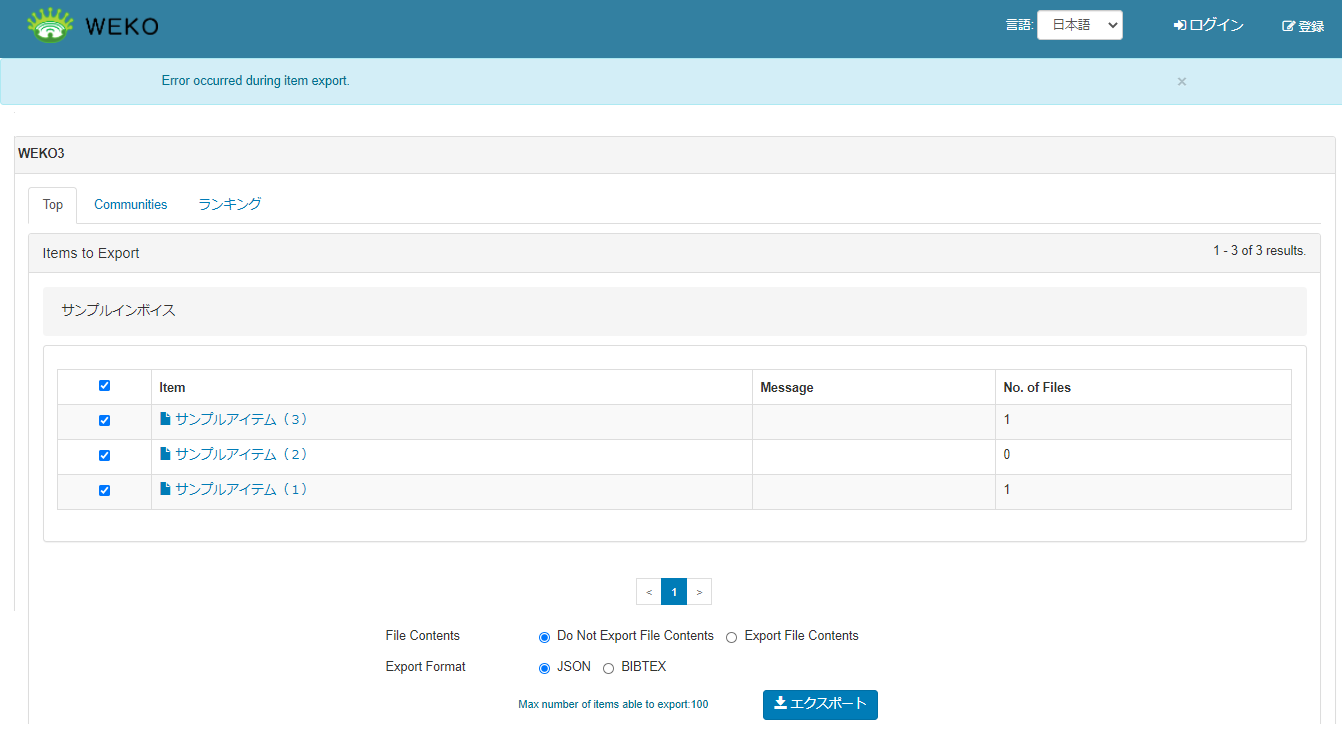 WEKO
言語: 日本語 ログイン 登録
Error occurred during item export. ×
WEKO3
Top Communities ランキング
Items to Export 1 - 3 of 3 results.
サンプルインボイス
Item Message No. of Files
サンプルアイテム（３） 1
サンプルアイテム（２） 0
サンプルアイテム（１） 1
< 1 >
File Contents Do Not Export File Contents Export File Contents
Export Format JSON BIBTEX
Max number of items able to export:100 エクスポート